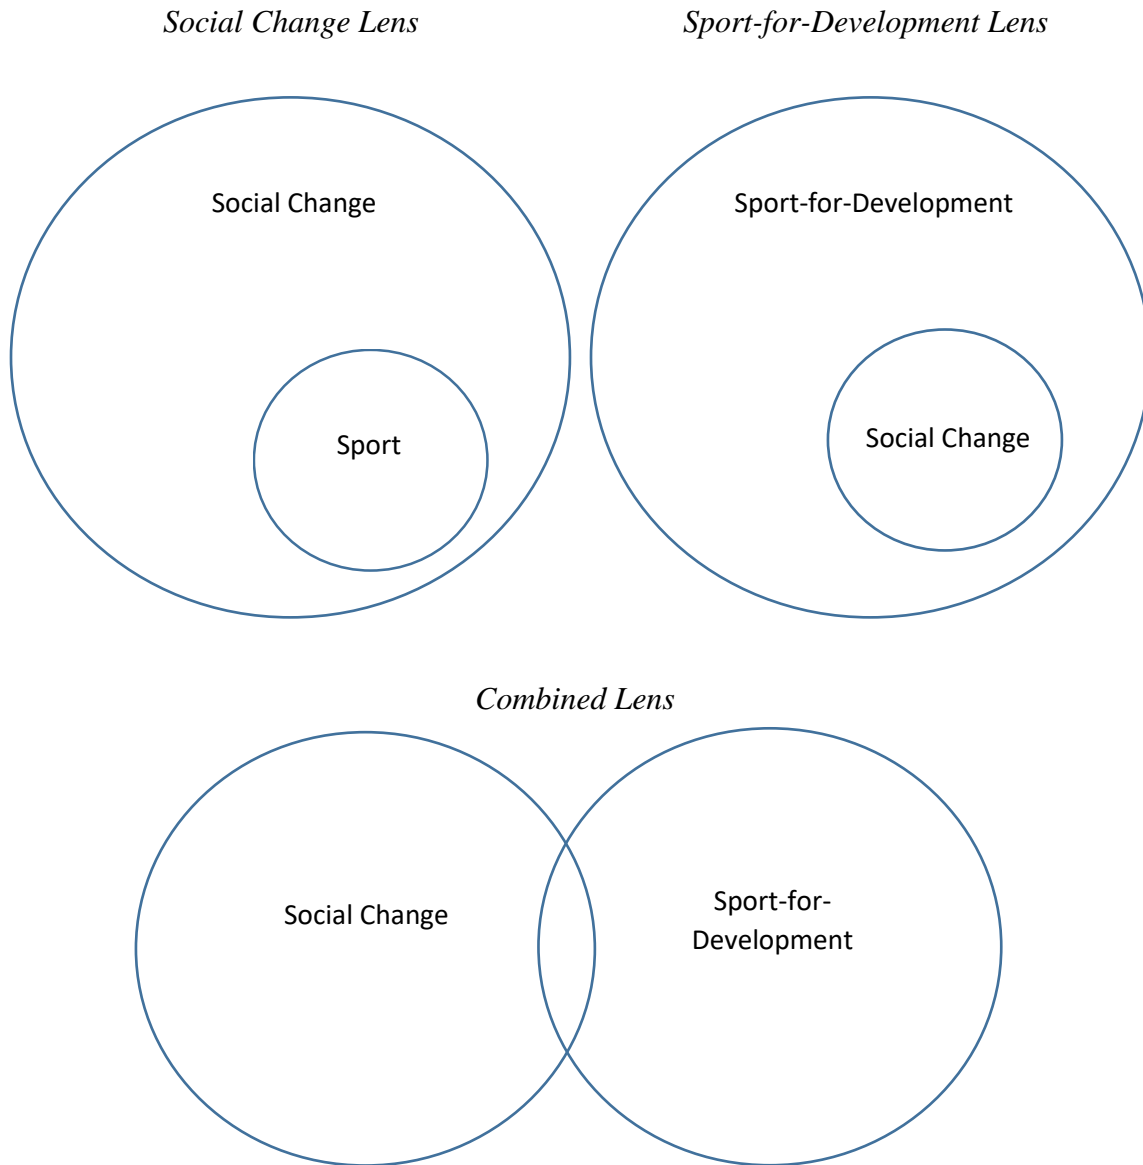 Social Change Lens
Sport-for-Development Lens
Social Change
Sport-for-Development
Sport
Social Change
Combined Lens
Social Change
Sport-for-
Development